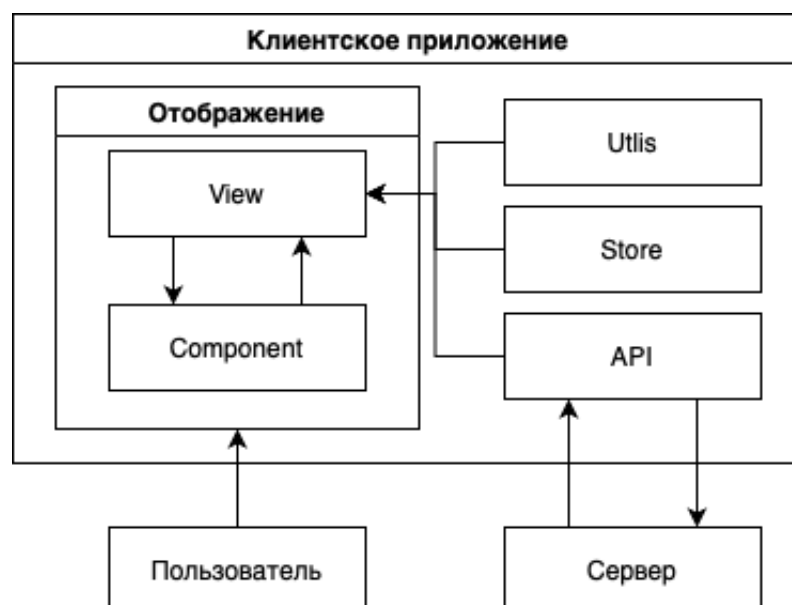 Клиентское приложение
Отображение
View
Component
Utlis
Store
API
Пользователь
Сервер